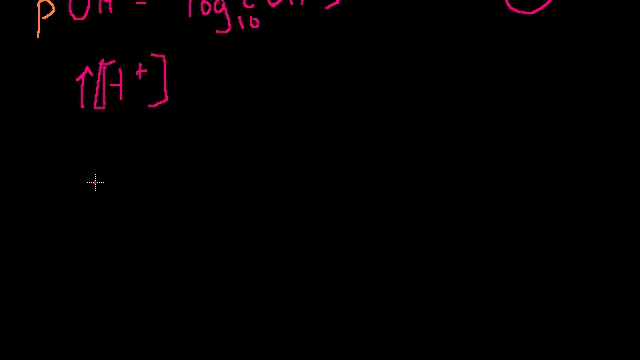 pOH = - log₁₀[OH⁻]
↑[H⁺]